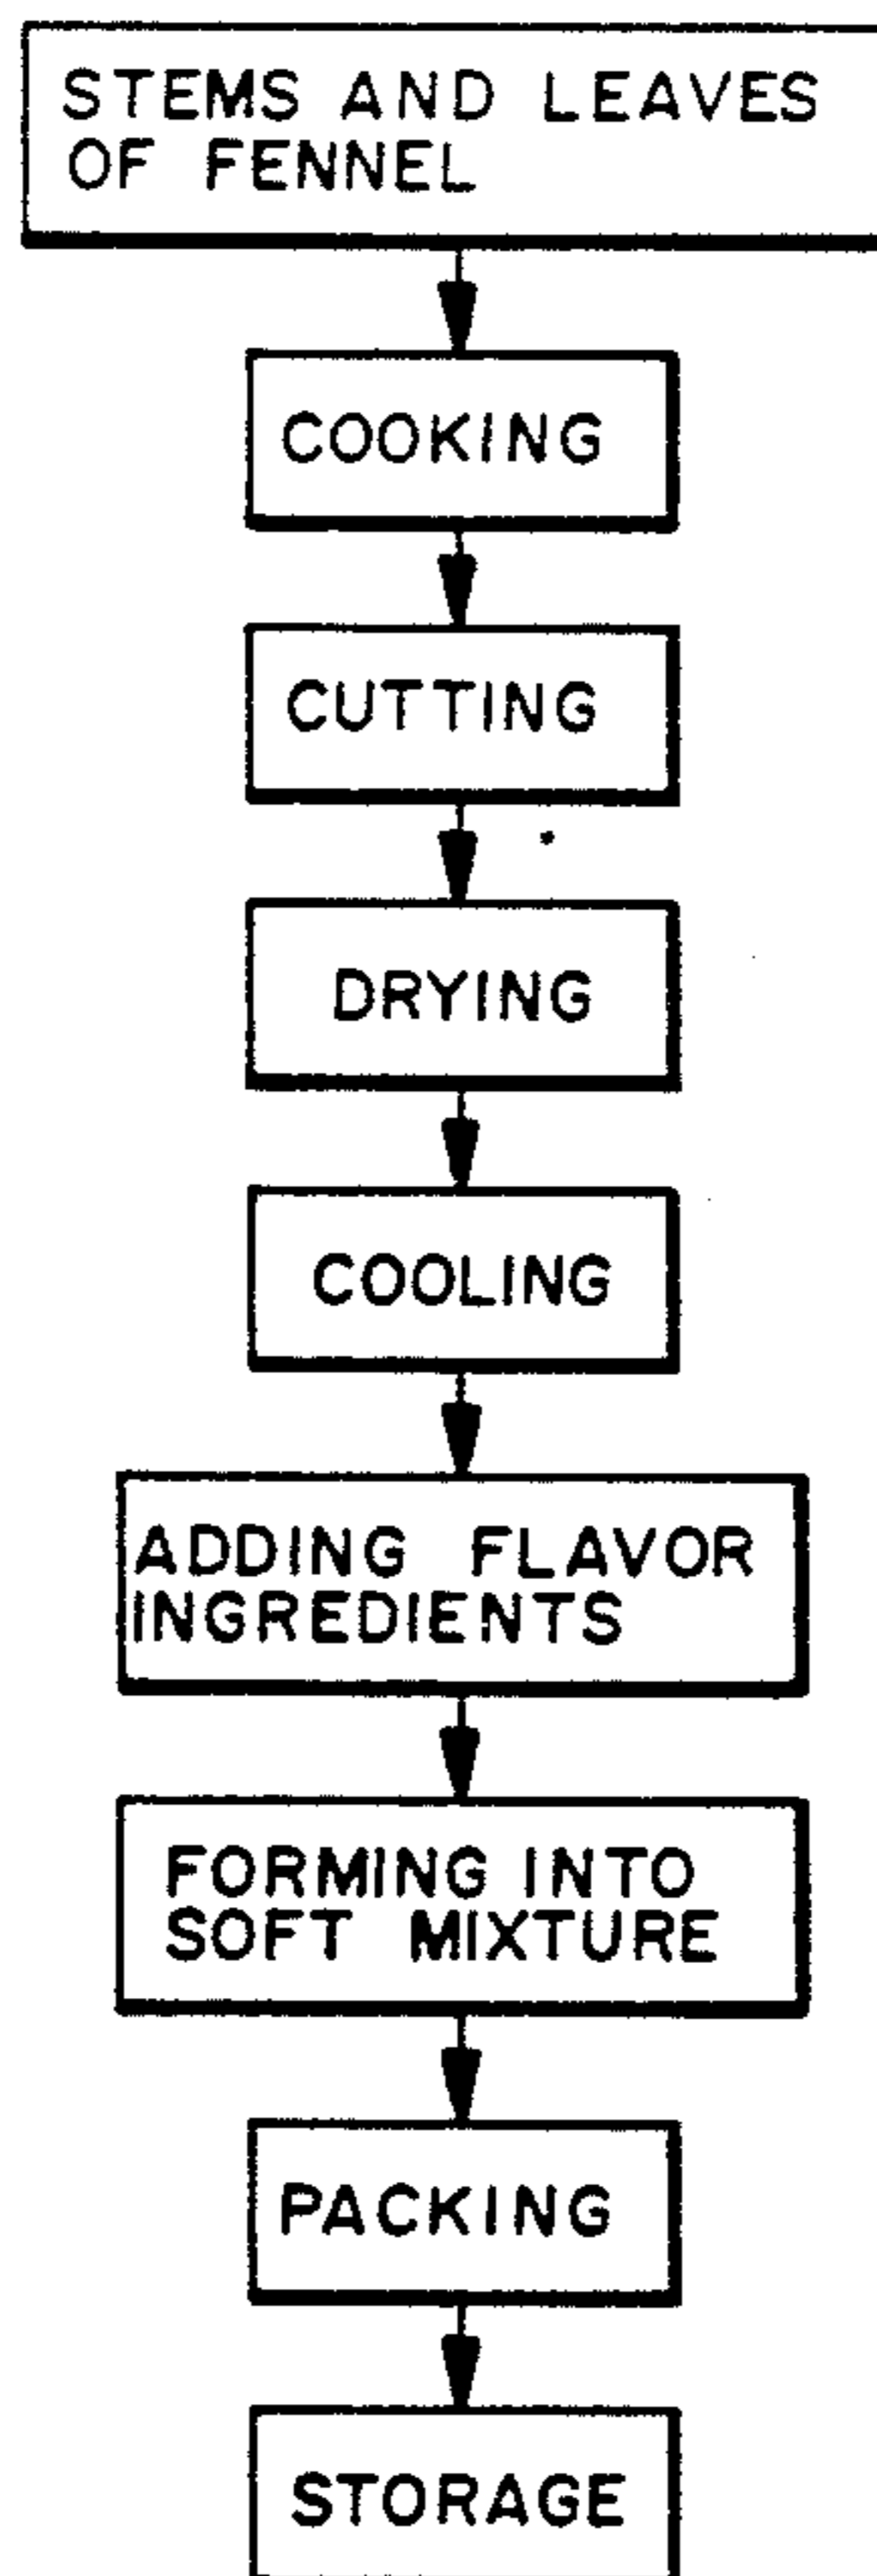 STEMS AND LEAVES
OF FENNEL
COOKING
CUTTING
DRYING
COOLING
ADDING FLAVOR
INGREDIENTS
FORMING INTO
SOFT MIXTURE
PACKING
STORAGE